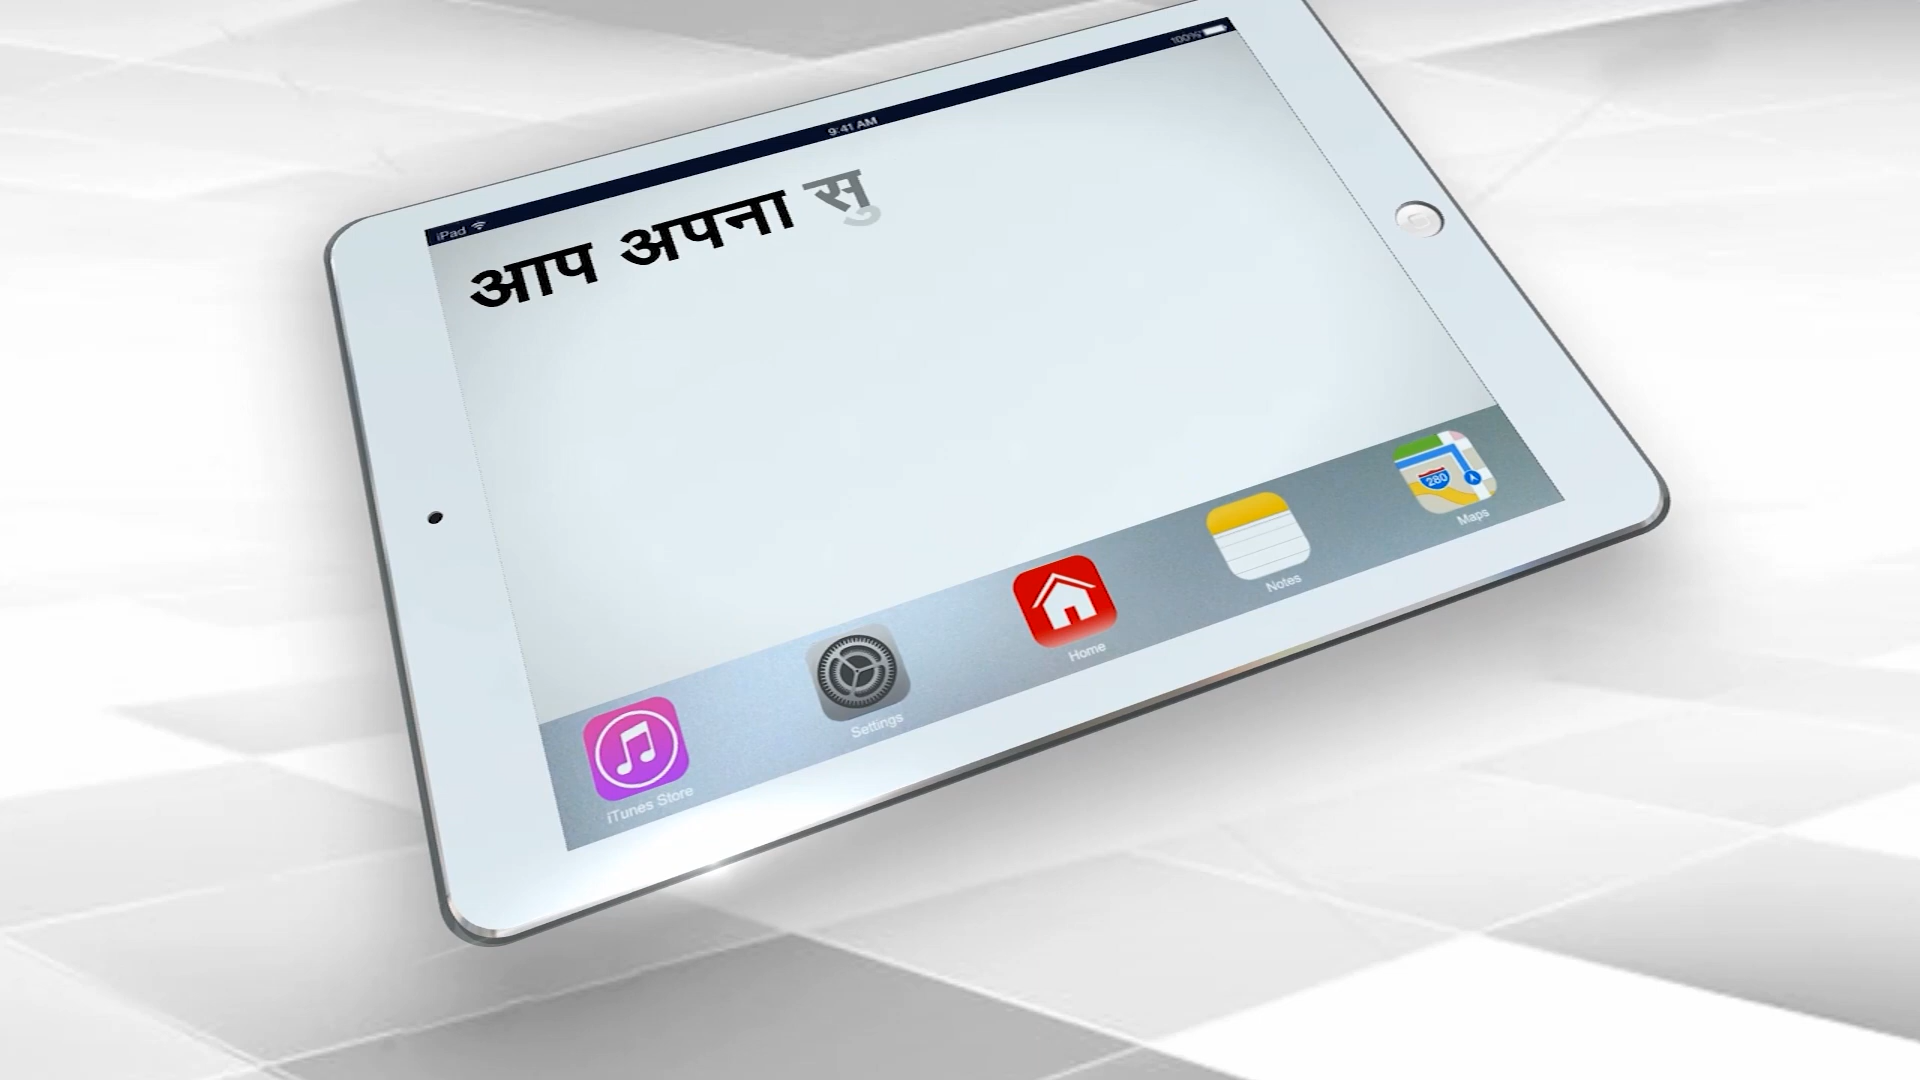 iPad 9:41 AM 100%
आप अपना सु
iTunes Store
Settings
Home
Notes
280
Maps